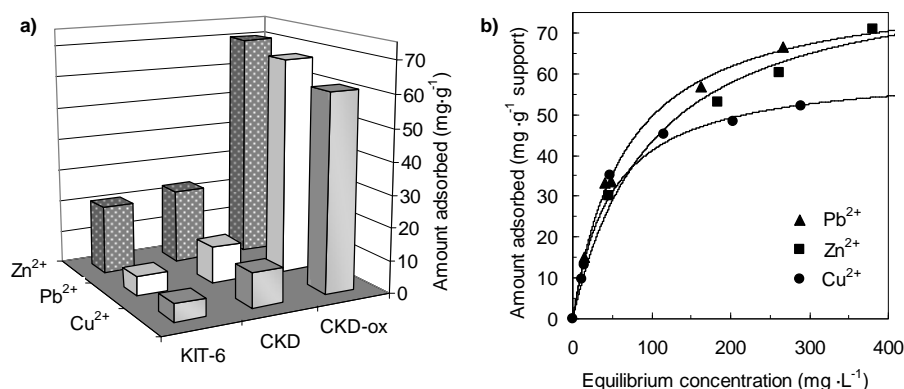 a)
70
60
50
40
30
20
10
0
Amount adsorbed (mg·g⁻¹)
Zn²⁺
Pb²⁺
Cu²⁺
KIT-6
CKD
CKD-ox
b)
Amount adsorbed (mg ·g⁻¹ support)
70
60
50
40
30
20
10
0
Pb²⁺
Zn²⁺
Cu²⁺
0 100 200 300 400
Equilibrium concentration (mg ·L⁻¹)